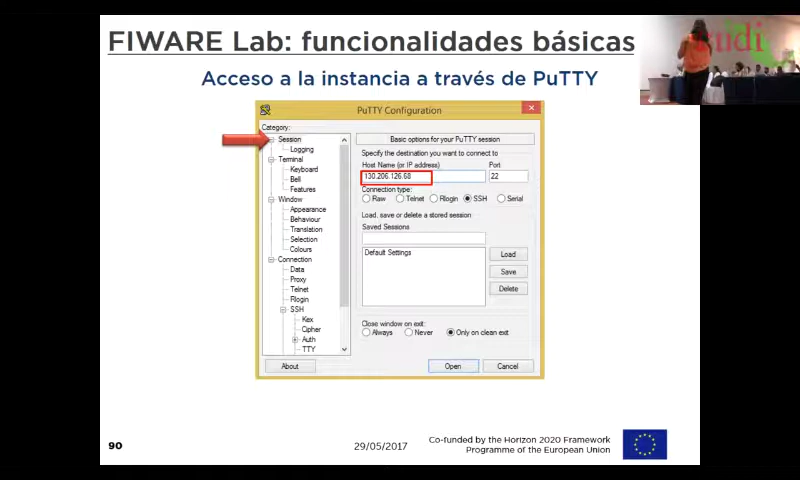 FIWARE Lab: funcionalidades básicas
Acceso a la instancia a través de PuTTY
PuTTY Configuration
Category:
Session
Logging
Terminal
Keyboard
Bell
Features
Window
Appearance
Behaviour
Translation
Selection
Colours
Connection
Data
Proxy
Telnet
Rlogin
SSH
Kex
Cipher
Auth
TTY
Basic options for your PuTTY session
Specify the destination you want to connect to
Host Name (or IP address) Port
130.206.126.68 22
Connection type:
Raw Telnet Rlogin SSH Serial
Load, save or delete a stored session
Saved Sessions
Default Settings
Load
Save
Delete
Close window on exit:
Always Never Only on clean exit
About Open Cancel
90
29/05/2017
Co-funded by the Horizon 2020 Framework
Programme of the European Union